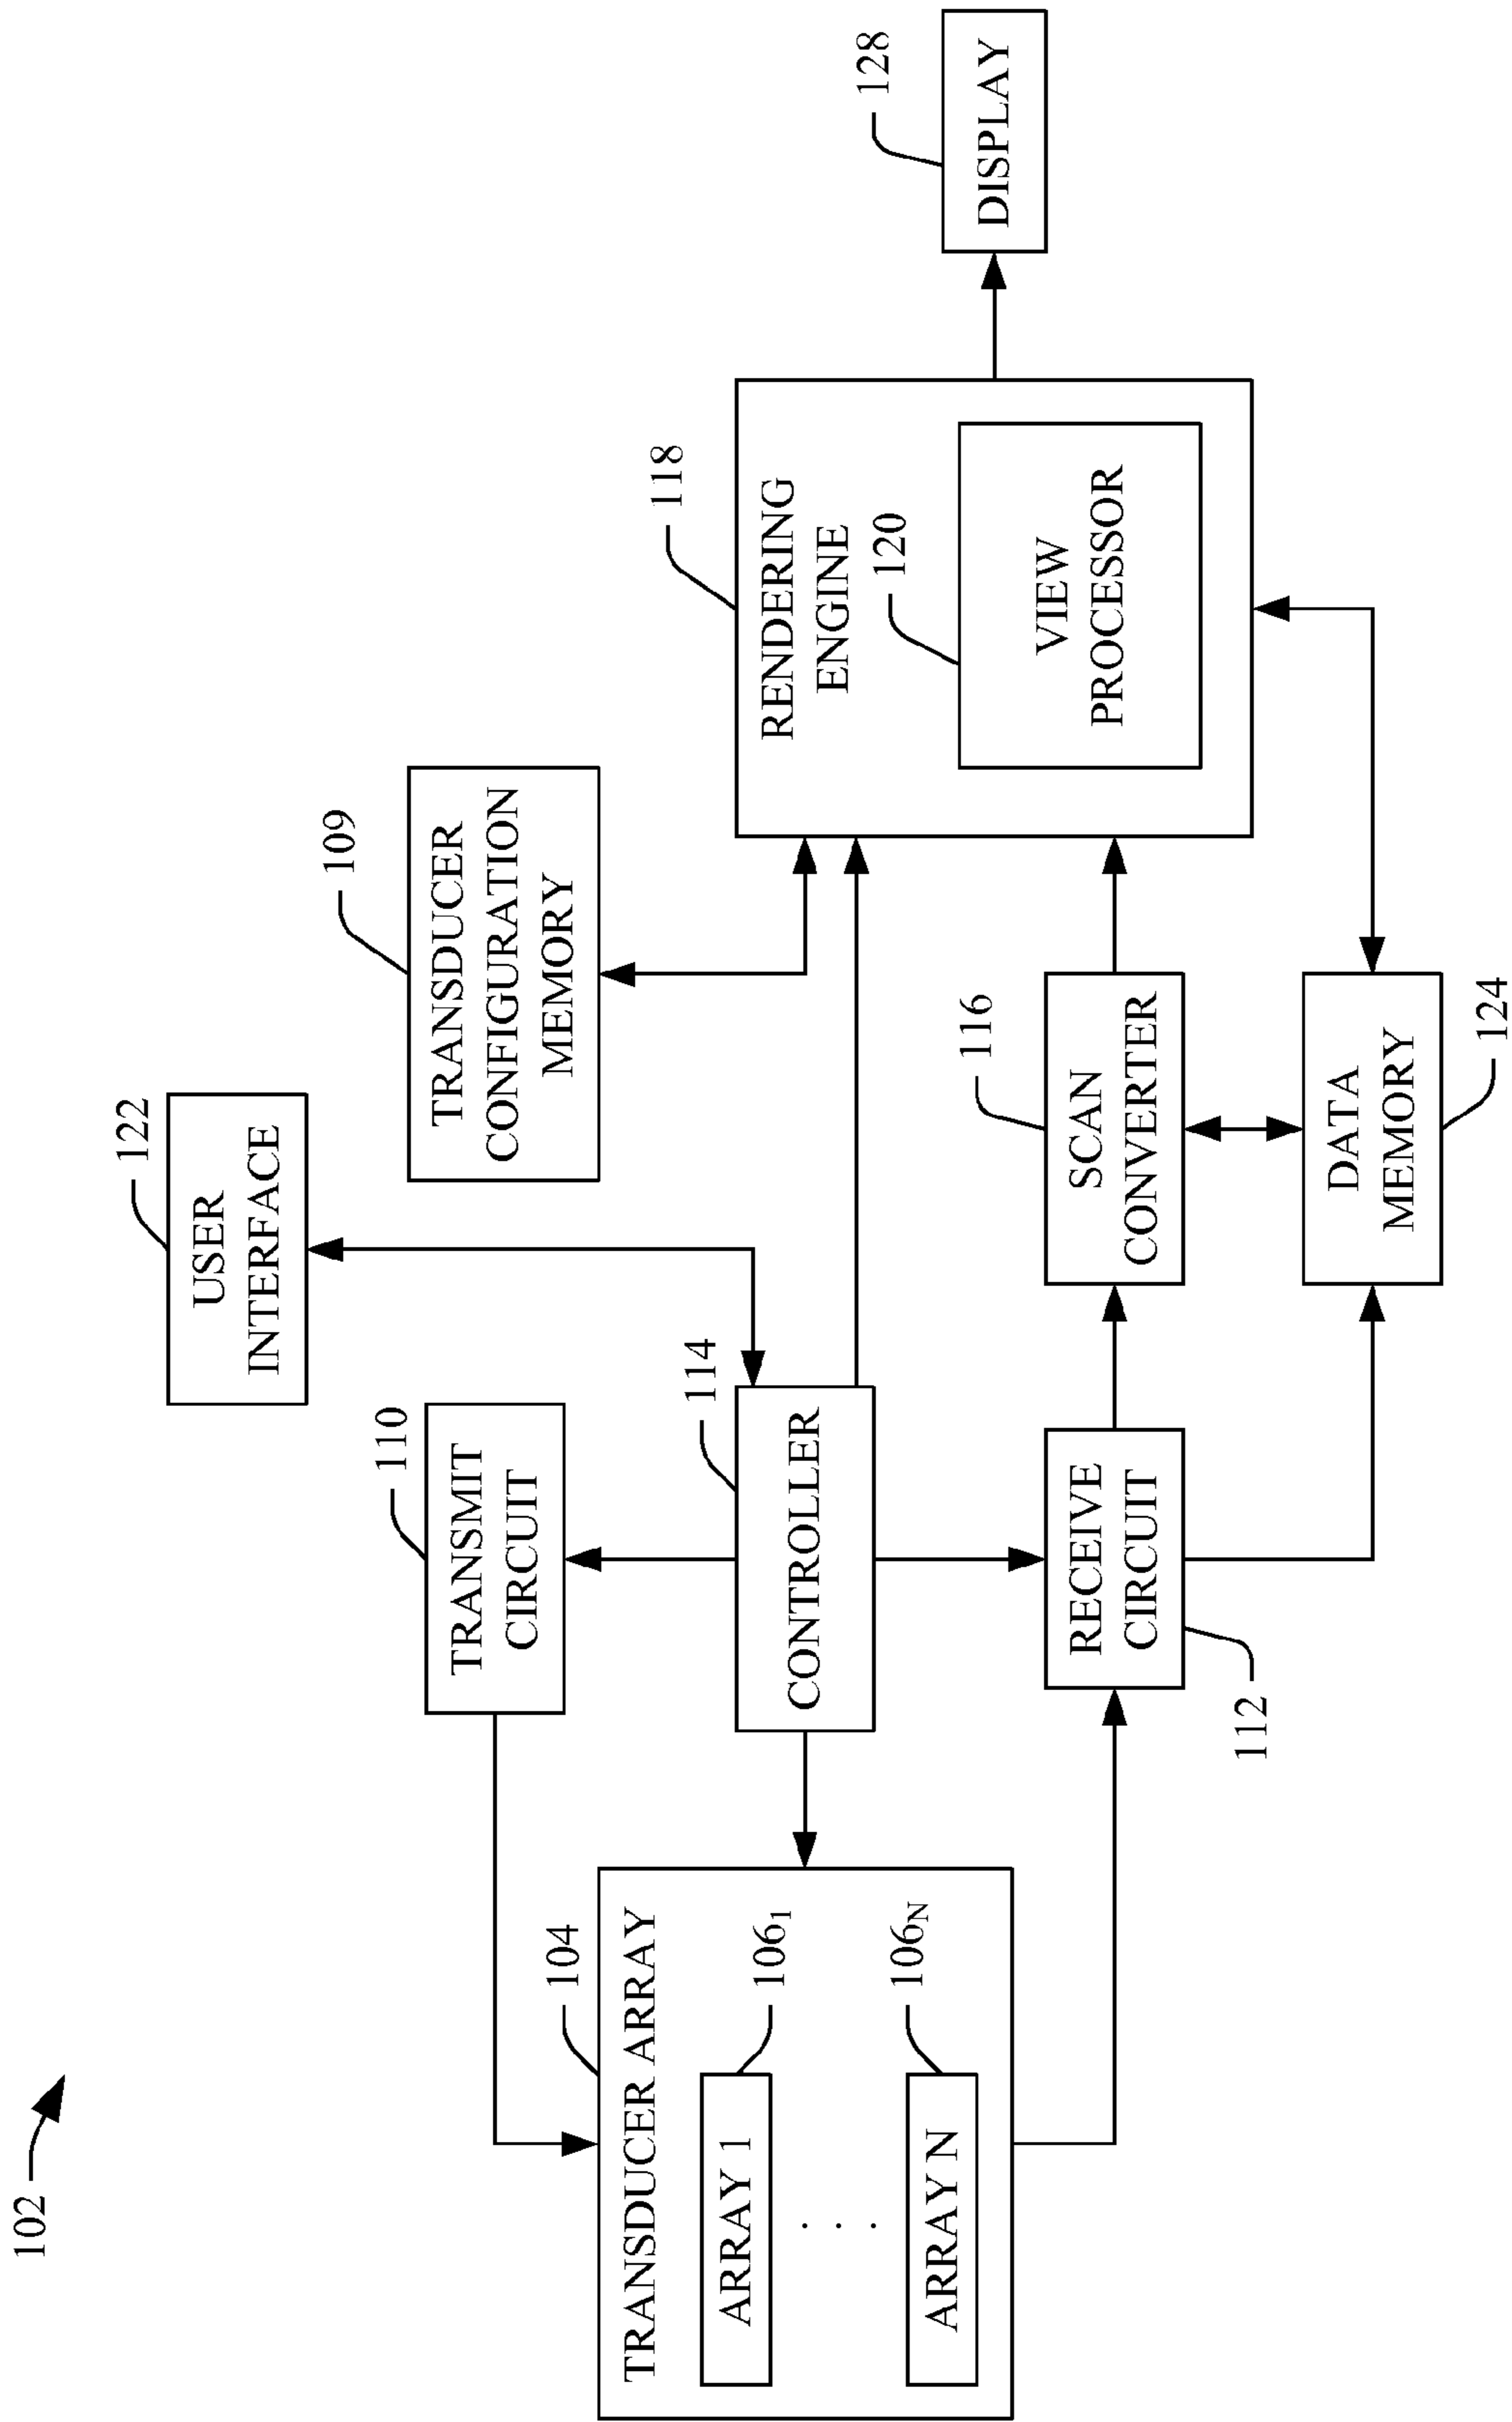 102
122
USER
INTERFACE
109
TRANSDUCER
CONFIGURATION
MEMORY
110
TRANSMIT
CIRCUIT
104
TRANSDUCER ARRAY
106₁
ARRAY 1
. . .
106N
ARRAY N
114
CONTROLLER
118
RENDERING
ENGINE
120
VIEW
PROCESSOR
128
DISPLAY
RECEIVE
CIRCUIT
112
116
SCAN
CONVERTER
DATA
MEMORY
124